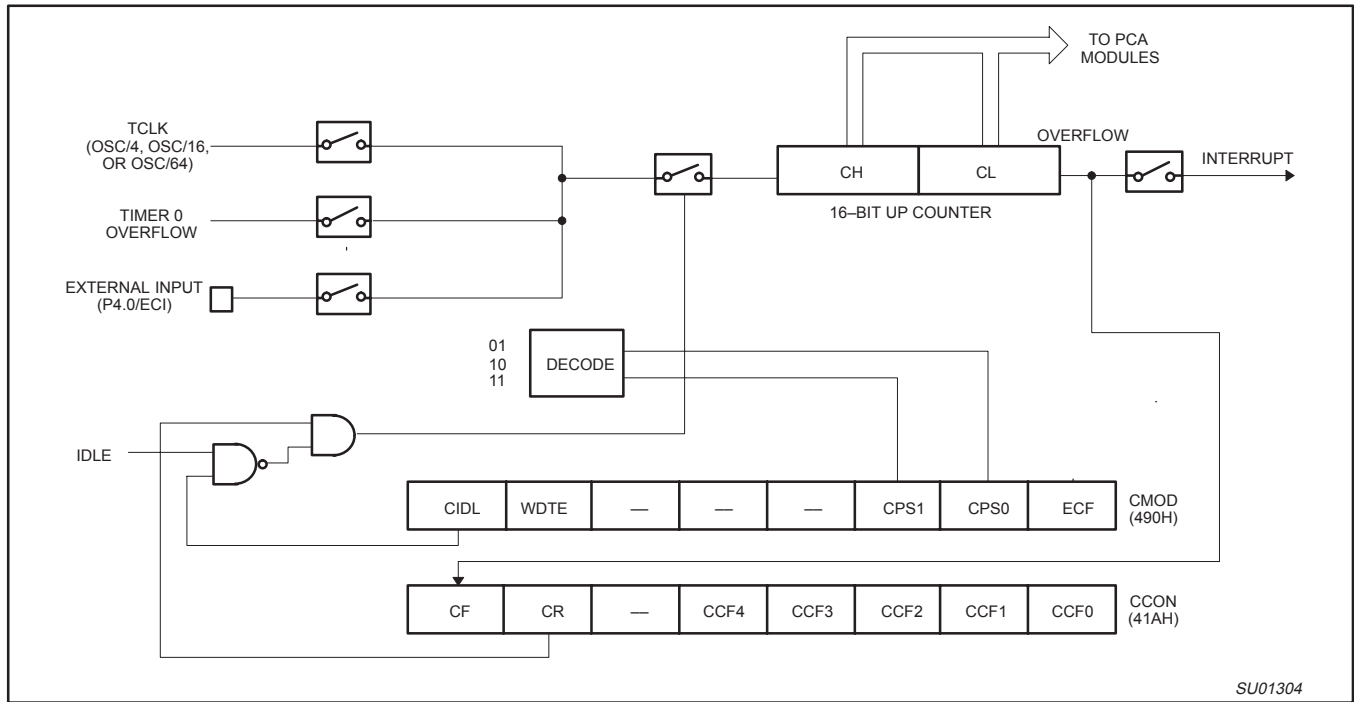 TO PCA
MODULES
TCLK
(OSC/4, OSC/16,
OR OSC/64)
OVERFLOW
INTERRUPT
CH
CL
16–BIT UP COUNTER
TIMER 0
OVERFLOW
EXTERNAL INPUT
(P4.0/ECI)
01
10
11
DECODE
IDLE
CIDL WDTE –– –– –– CPS1 CPS0 ECF
CMOD
(490H)
CF CR –– CCF4 CCF3 CCF2 CCF1 CCF0
CCON
(41AH)
SU01304